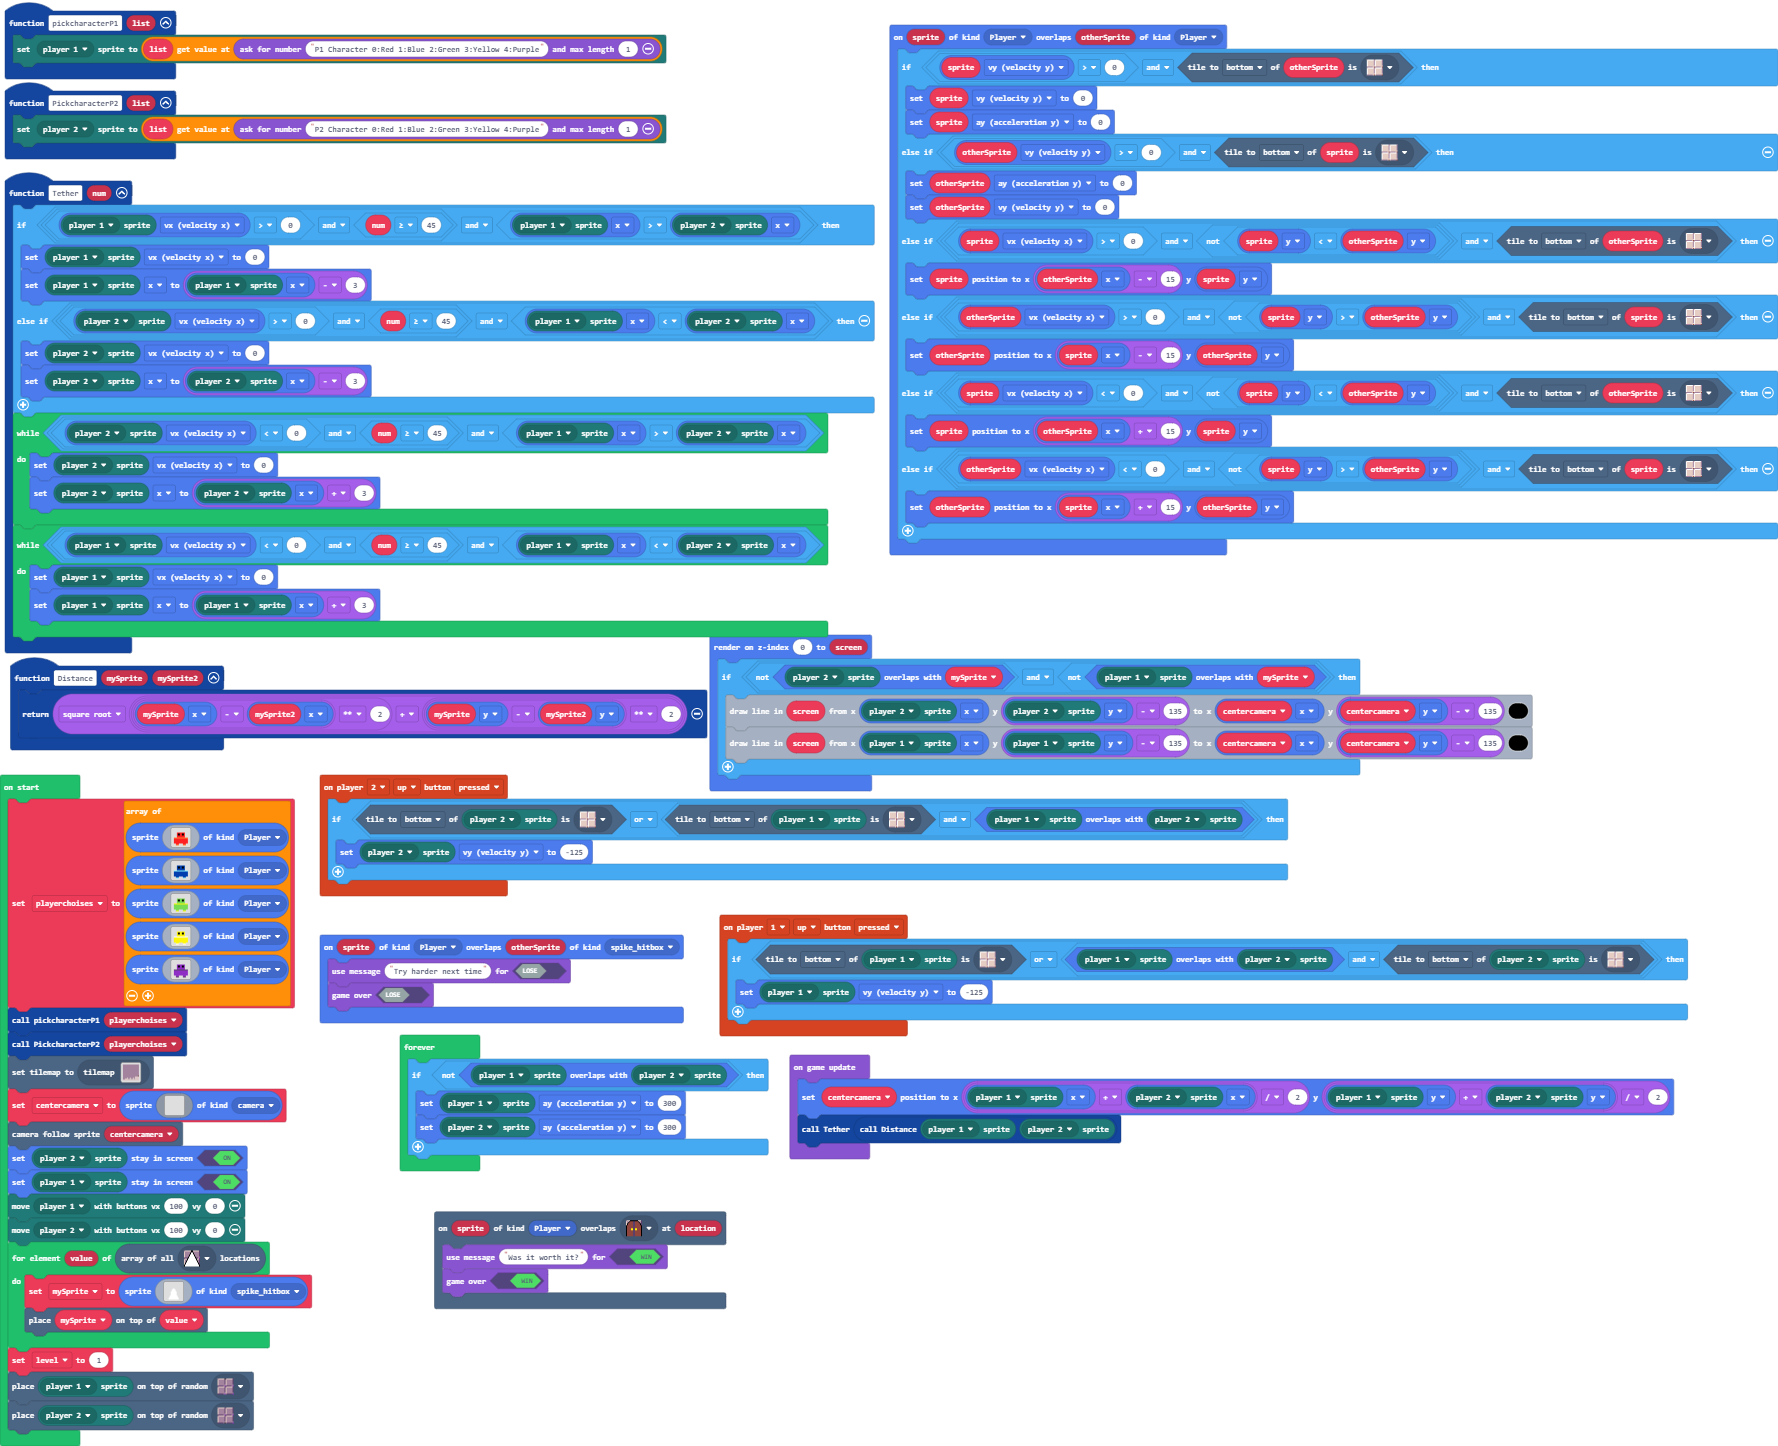 function pickcharacterP1 list
set player 1 sprite to list get value at ask for number "P1 Character 0:Red 1:Blue 2:Green 3:Yellow 4:Purple" and max length 1
function PickcharacterP2 list
set player 2 sprite to list get value at ask for number "P2 Character 0:Red 1:Blue 2:Green 3:Yellow 4:Purple" and max length 1
function Tether num
if player 1 sprite vx (velocity x) > 0 and num ≥ 45 and player 1 sprite x > player 2 sprite x then
set player 1 sprite vx (velocity x) to 0
set player 1 sprite x to player 1 sprite x - 3
else if player 2 sprite vx (velocity x) > 0 and num ≥ 45 and player 1 sprite x < player 2 sprite x then
set player 2 sprite vx (velocity x) to 0
set player 2 sprite x to player 2 sprite x - 3
while player 2 sprite vx (velocity x) < 0 and num ≥ 45 and player 1 sprite x > player 2 sprite x
do
set player 2 sprite vx (velocity x) to 0
set player 2 sprite x to player 2 sprite x + 3
while player 1 sprite vx (velocity x) < 0 and num ≥ 45 and player 1 sprite x < player 2 sprite x
do
set player 1 sprite vx (velocity x) to 0
set player 1 sprite x to player 1 sprite x + 3
function Distance mySprite mySprite2
return square root mySprite x - mySprite2 x ** 2 + mySprite y - mySprite2 y ** 2
on sprite of kind Player overlaps otherSprite of kind Player
if sprite vy (velocity y) > 0 and tile to bottom of otherSprite is then
set sprite vy (velocity y) to 0
set sprite ay (acceleration y) to 0
else if otherSprite vy (velocity y) > 0 and tile to bottom of sprite is then
set otherSprite ay (acceleration y) to 0
set otherSprite vy (velocity y) to 0
else if sprite vx (velocity x) > 0 and not sprite y < otherSprite y and tile to bottom of otherSprite is then
set sprite position to x otherSprite x - 15 y sprite y
else if otherSprite vx (velocity x) > 0 and not sprite y > otherSprite y and tile to bottom of sprite is then
set otherSprite position to x sprite x - 15 y otherSprite y
else if sprite vx (velocity x) < 0 and not sprite y < otherSprite y and tile to bottom of otherSprite is then
set sprite position to x otherSprite x + 15 y sprite y
else if otherSprite vx (velocity x) < 0 and not sprite y > otherSprite y and tile to bottom of sprite is then
set otherSprite position to x sprite x + 15 y otherSprite y
render on z-index 0 to screen
if not player 2 sprite overlaps with mySprite and not player 1 sprite overlaps with mySprite then
draw line in screen from x player 2 sprite x y player 2 sprite y - 135 to x centercamera x y centercamera y - 135
draw line in screen from x player 1 sprite x y player 1 sprite y - 135 to x centercamera x y centercamera y - 135
on start
set playerchoises to array of
sprite of kind Player
sprite of kind Player
sprite of kind Player
sprite of kind Player
sprite of kind Player
call pickcharacterP1 playerchoises
call PickcharacterP2 playerchoises
set tilemap to tilemap
set centercamera to sprite of kind camera
camera follow sprite centercamera
set player 2 sprite stay in screen ON
set player 1 sprite stay in screen ON
move player 1 with buttons vx 100 vy 0
move player 2 with buttons vx 100 vy 0
for element value of array of all locations
do
set mySprite to sprite of kind spike_hitbox
place mySprite on top of value
set level to 1
place player 1 sprite on top of random
place player 2 sprite on top of random
on player 2 up button pressed
if tile to bottom of player 2 sprite is or tile to bottom of player 1 sprite is and player 1 sprite overlaps with player 2 sprite then
set player 2 sprite vy (velocity y) to -125
on sprite of kind Player overlaps otherSprite of kind spike_hitbox
use message "Try harder next time" for LOSE
game over LOSE
on player 1 up button pressed
if tile to bottom of player 1 sprite is or player 1 sprite overlaps with player 2 sprite and tile to bottom of player 2 sprite is then
set player 1 sprite vy (velocity y) to -125
forever
if not player 1 sprite overlaps with player 2 sprite then
set player 1 sprite ay (acceleration y) to 300
set player 2 sprite ay (acceleration y) to 300
on game update
set centercamera position to x player 1 sprite x + player 2 sprite x / 2 y player 1 sprite y + player 2 sprite y / 2
call Tether call Distance player 1 sprite player 2 sprite
on sprite of kind Player overlaps at location
use message "Was it worth it?" for WIN
game over WIN